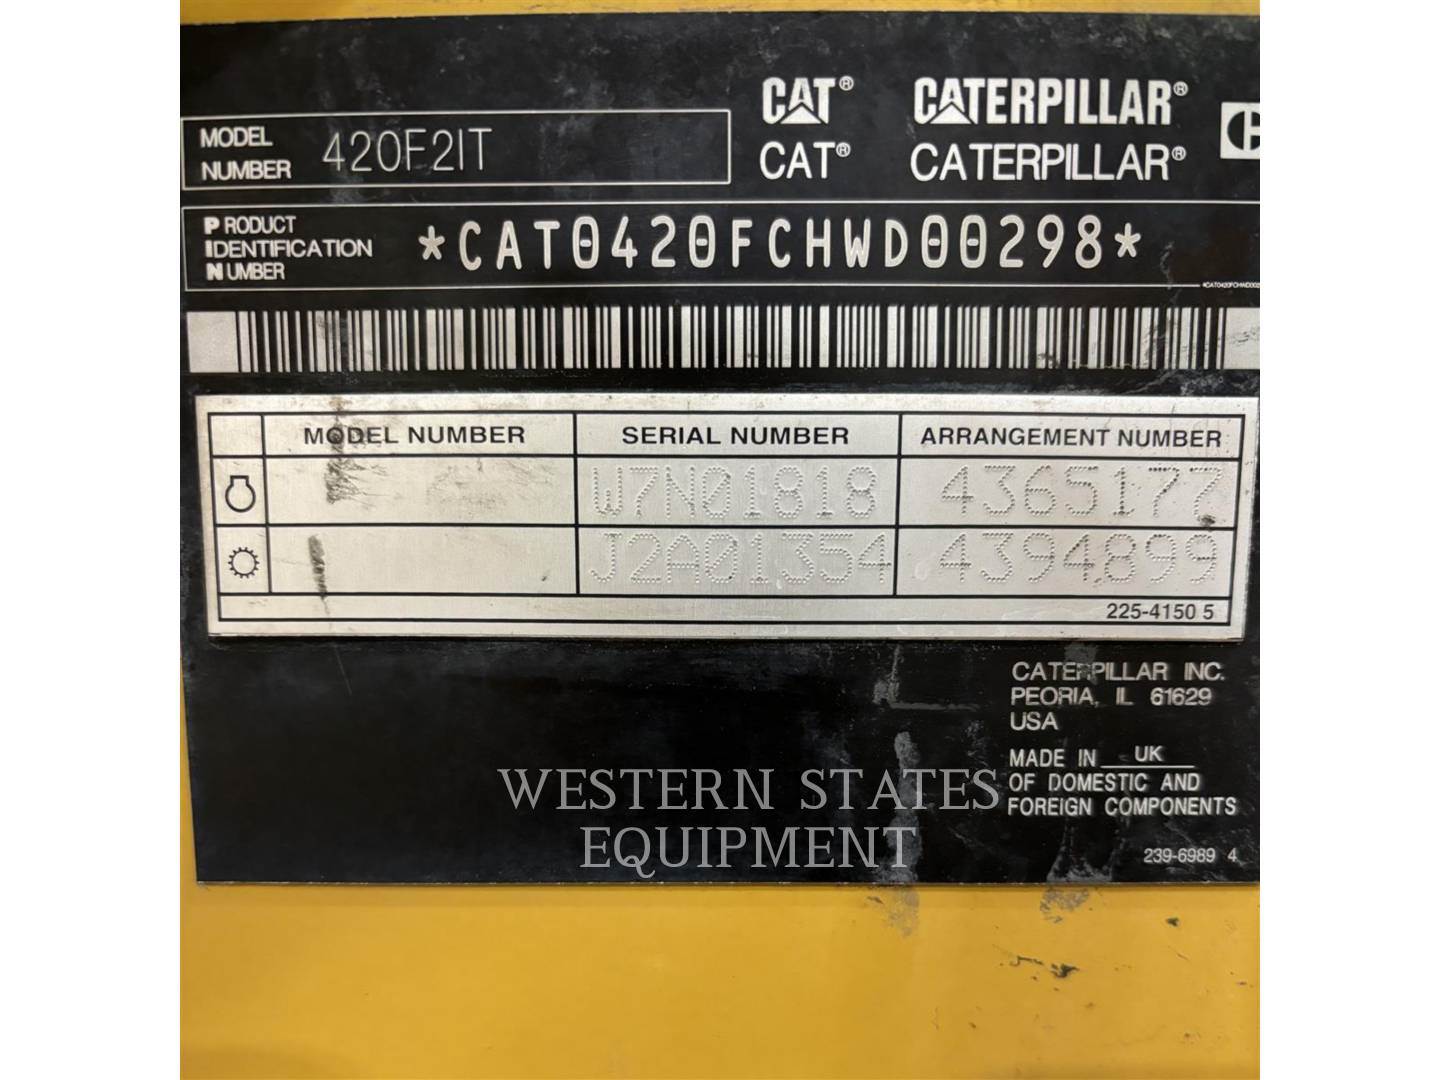 CAT® CATERPILLAR®
CAT® CATERPILLAR®
MODEL NUMBER 420F2IT
PRODUCT IDENTIFICATION NUMBER *CAT0420FCHWD00298*
*CAT0420FCHWD002
MODEL NUMBER SERIAL NUMBER ARRANGEMENT NUMBER
W7N01818 4365177
J2A01354 4394899
225-4150 5
CATERPILLAR INC.
PEORIA, IL 61629
USA
MADE IN UK
OF DOMESTIC AND
FOREIGN COMPONENTS
239-6989 4
WESTERN STATES
EQUIPMENT